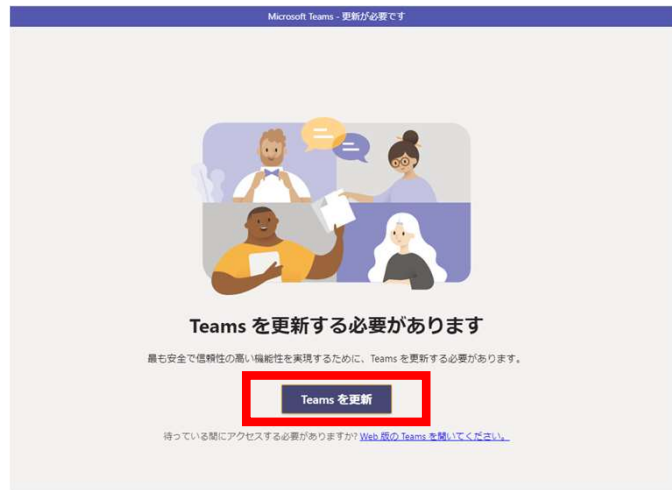 Microsoft Teams - 更新が必要です
Teams を更新する必要があります
最も安全で信頼性の高い機能性を実現するために、Teams を更新する必要があります。
Teams を更新
待っている間にアクセスする必要がありますか? Web 版の Teams を開いてください。